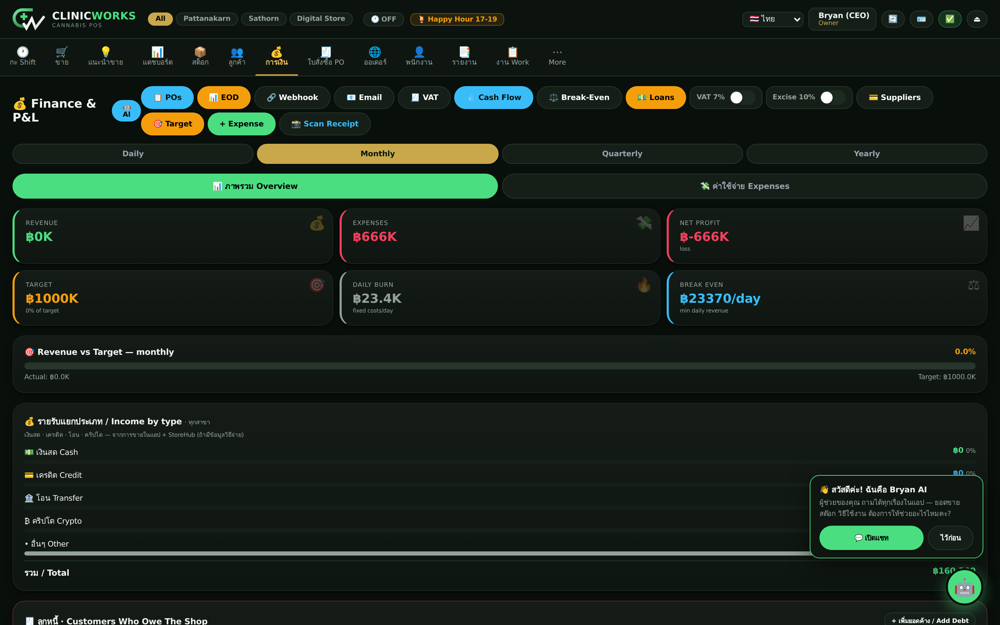 CLINICWORKS
CANNABIS POS
All
Pattanakarn
Sathorn
Digital Store
🕐 OFF
🍹 Happy Hour 17-19
🇹🇭 ไทย
Bryan (CEO)
Owner
กะ Shift
ขาย
แนะนำขาย
แดชบอร์ด
สต็อก
ลูกค้า
การเงิน
ใบสั่งซื้อ PO
ออเดอร์
พนักงาน
รายงาน
งาน Work
More
💰 Finance & P&L
🤖 AI
📋 POs
📊 EOD
🔗 Webhook
📧 Email
🧾 VAT
💧 Cash Flow
⚖️ Break-Even
💵 Loans
VAT 7%
Excise 10%
💳 Suppliers
🎯 Target
+ Expense
📸 Scan Receipt
Daily
Monthly
Quarterly
Yearly
📊 ภาพรวม Overview
💸 ค่าใช้จ่าย Expenses
REVENUE
฿0K
EXPENSES
฿666K
NET PROFIT
฿-666K
loss
TARGET
฿1000K
0% of target
DAILY BURN
฿23.4K
fixed costs/day
BREAK EVEN
฿23370/day
min daily revenue
🎯 Revenue vs Target — monthly
0.0%
Actual: ฿0.0K
Target: ฿1000.0K
💰 รายรับแยกประเภท / Income by type · ทุกสาขา
เงินสด · เครดิต · โอน · คริปโต — จากการขายในแอป + StoreHub (ถ้ามีข้อมูลวิธีจ่าย)
💵 เงินสด Cash
฿0 0%
💳 เครดิต Credit
฿0 0%
🏦 โอน Transfer
₿ คริปโต Crypto
• อื่นๆ Other
รวม / Total
👋 สวัสดีค่ะ! ฉันคือ Bryan AI
ผู้ช่วยของคุณ ถามได้ทุกเรื่องในแอป — ยอดขาย
สต๊อก วิธีใช้งาน ต้องการให้ช่วยอะไรไหมคะ?
💬 เปิดแชท
ไว้ก่อน
🧾 ลูกหนี้ · Customers Who Owe The Shop
+ เพิ่มยอดค้าง / Add Debt